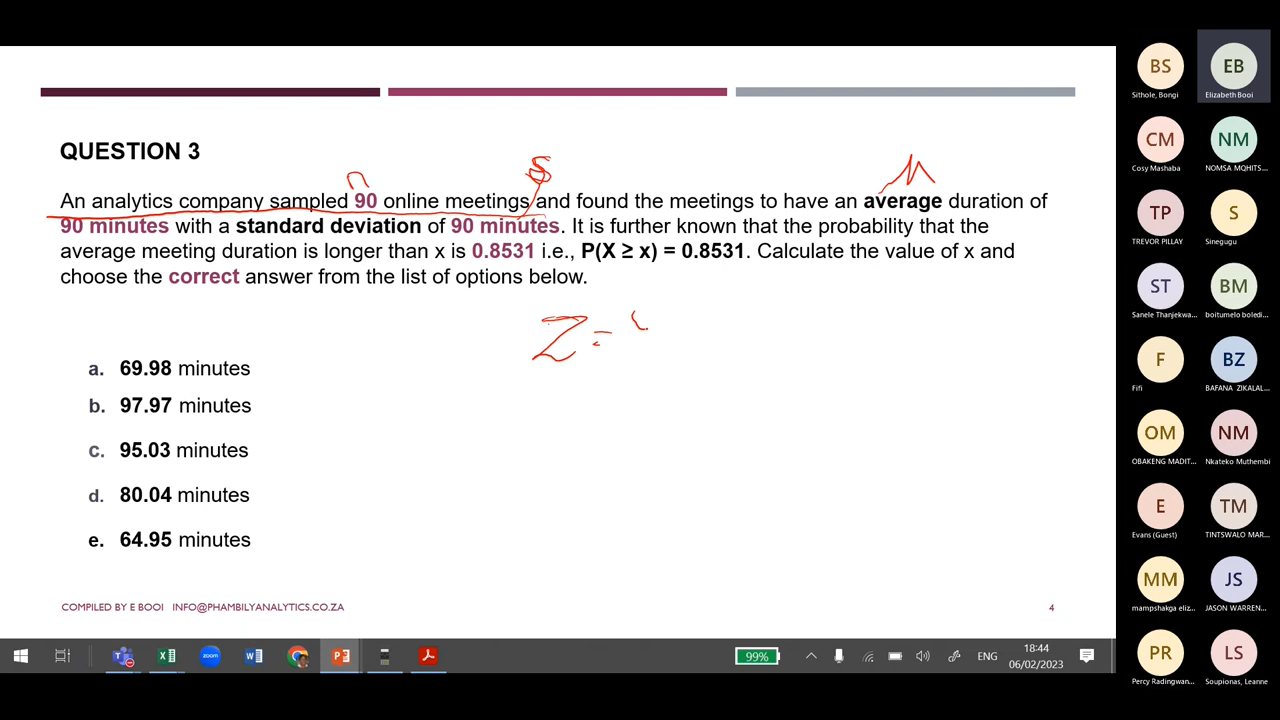 QUESTION 3
n
S
M
An analytics company sampled 90 online meetings and found the meetings to have an average duration of
90 minutes with a standard deviation of 90 minutes. It is further known that the probability that the
average meeting duration is longer than x is 0.8531 i.e., P(X ≥ x) = 0.8531. Calculate the value of x and
choose the correct answer from the list of options below.
Z =
a. 69.98 minutes
b. 97.97 minutes
c. 95.03 minutes
d. 80.04 minutes
e. 64.95 minutes
COMPILED BY E BOOI INFO@PHAMBILYANALYTICS.CO.ZA
4
BS
Sithole, Bongi
EB
Elizabeth Booi
CM
Cosy Mashaba
NM
NOMSA MQHITS...
TP
TREVOR PILLAY
S
Sinegugu
ST
Sanele Thanjekwa...
BM
boitumelo boledi...
F
Fifi
BZ
BAFANA ZIKALAL...
OM
OBAKENG MADIT...
NM
Nkateko Muthembi
E
Evans (Guest)
TM
TINTSWALO MAR...
MM
mampshakga eliz...
JS
JASON WARREN...
PR
Percy Radingwan...
LS
Soupionas, Leanne
zoom
99%
ENG
18:44
06/02/2023